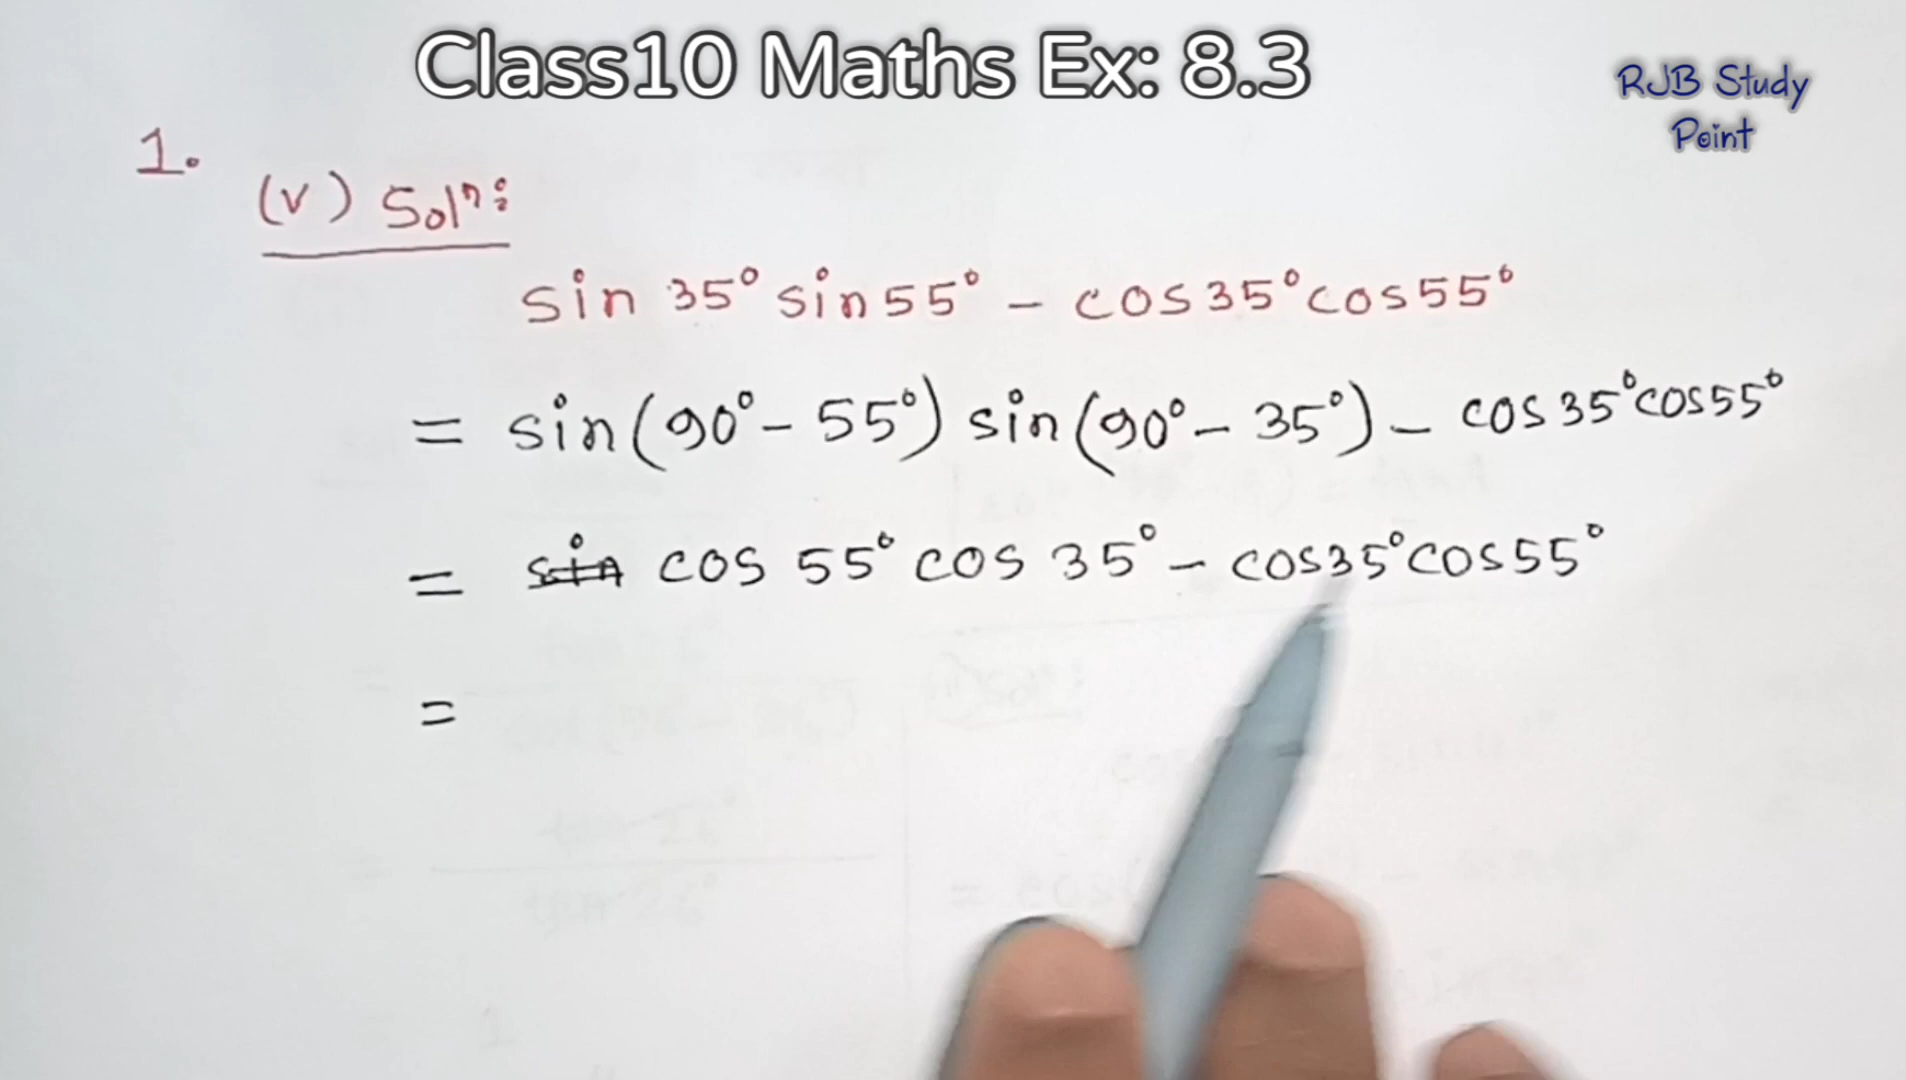 Class10 Maths Ex: 8.3
RJB Study
Point
1.
(v) Solⁿ:
sin 35° sin 55° - cos 35° cos 55°
= sin (90° - 55°) sin (90° - 35°) - cos 35° cos 55°
= sin cos 55° cos 35° - cos 35° cos 55°
=